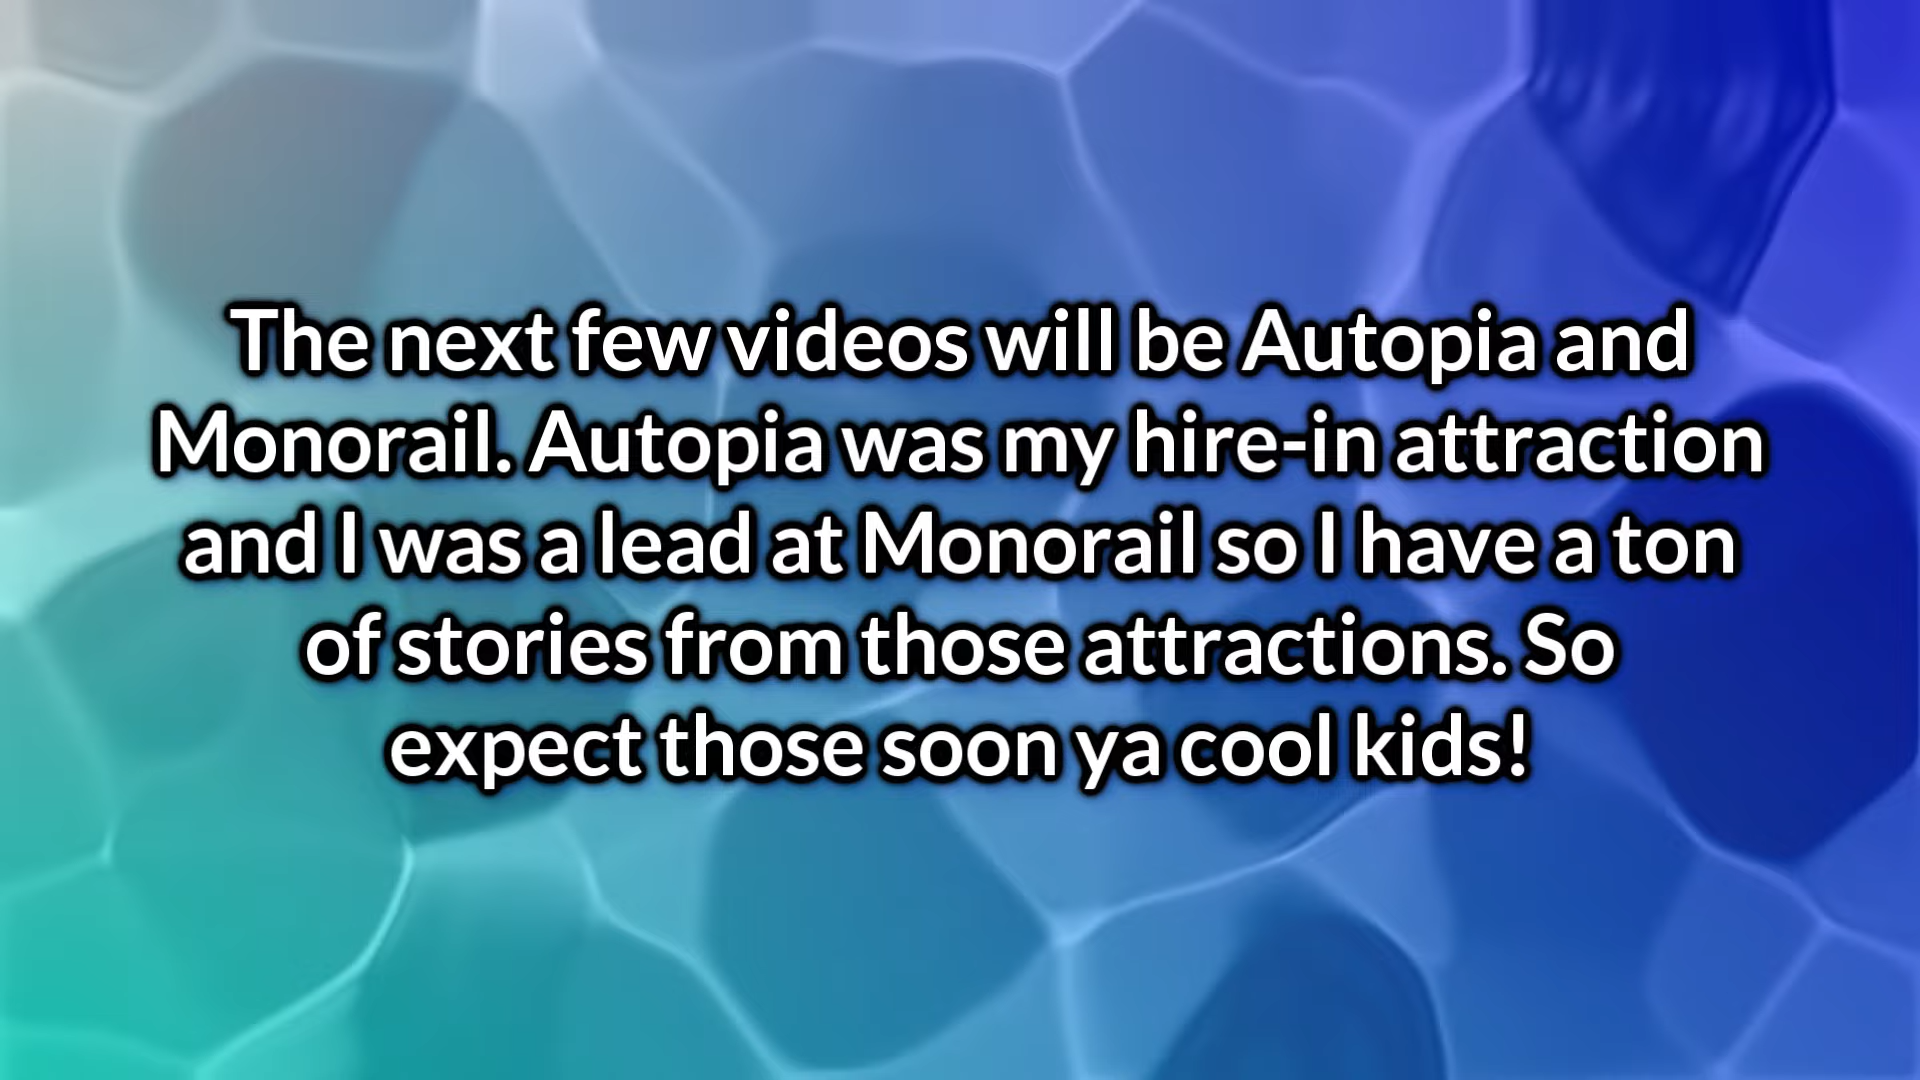 The next few videos will be Autopia and
Monorail. Autopia was my hire-in attraction
and I was a lead at Monorail so I have a ton
of stories from those attractions. So
expect those soon ya cool kids!